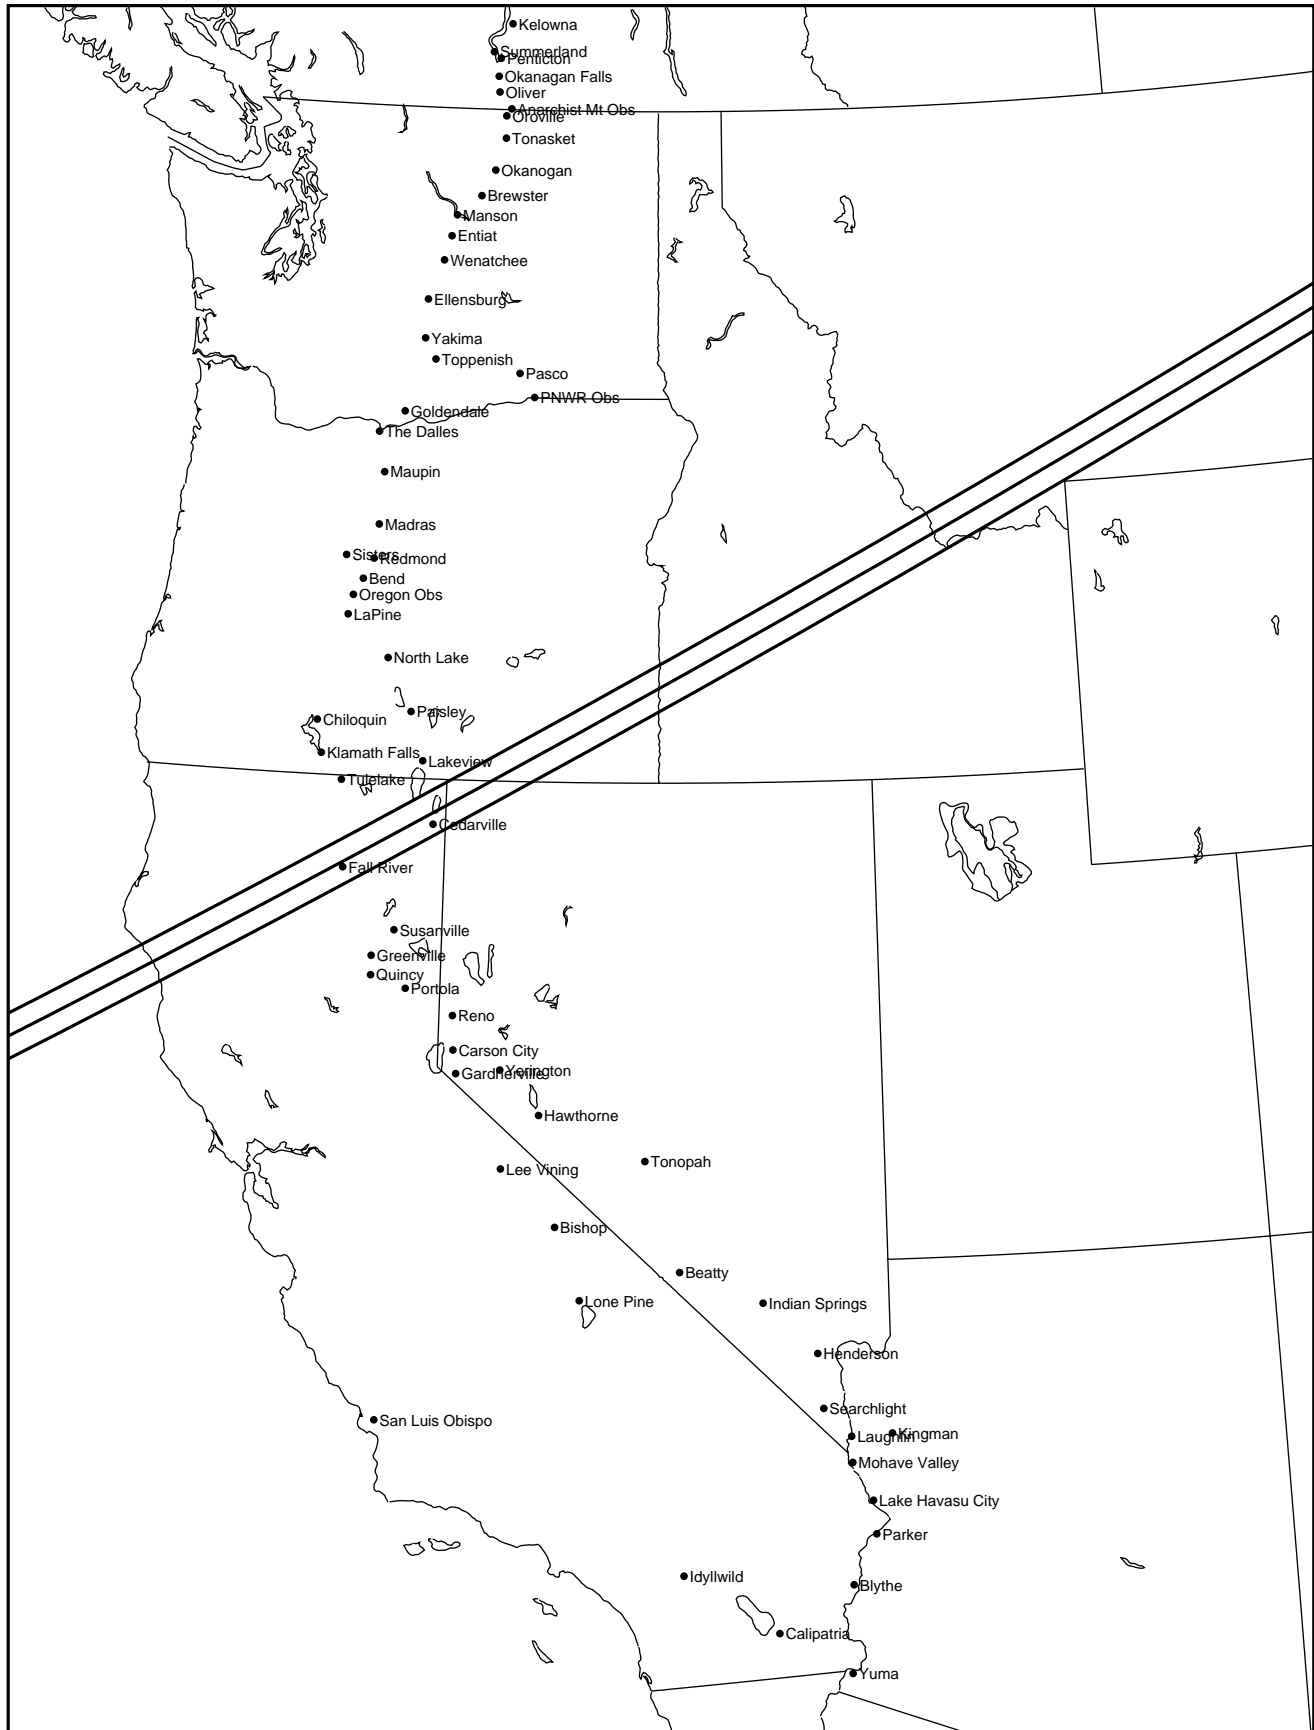 Kelowna
Summerland
Penticton
Okanagan Falls
Oliver
Anarchist Mt Obs
Oroville
Tonasket
Okanogan
Brewster
Manson
Entiat
Wenatchee
Ellensburg
Yakima
Toppenish
Pasco
PNWR Obs
Goldendale
The Dalles
Maupin
Madras
Sisters
Redmond
Bend
Oregon Obs
LaPine
North Lake
Paisley
Chiloquin
Klamath Falls
Lakeview
Tulelake
Cedarville
Fall River
Susanville
Greenville
Quincy
Portola
Reno
Carson City
Yerington
Gardnerville
Hawthorne
Tonopah
Lee Vining
Bishop
Beatty
Lone Pine
Indian Springs
Henderson
Searchlight
San Luis Obispo
Kingman
Laughlin
Mohave Valley
Lake Havasu City
Parker
Idyllwild
Blythe
Calipatria
Yuma